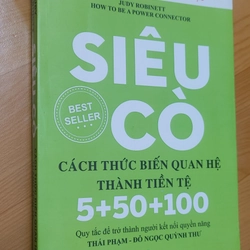 JUDY ROBINETT
HOW TO BE A POWER CONNECTOR
SIÊU
CÒ
BEST
SELLER
CÁCH THỨC BIẾN QUAN HỆ
THÀNH TIỀN TỆ
5+50+100
Quy tắc để trở thành người kết nối quyền năng
THÁI PHẠM - ĐỖ NGỌC QUỲNH THƯ